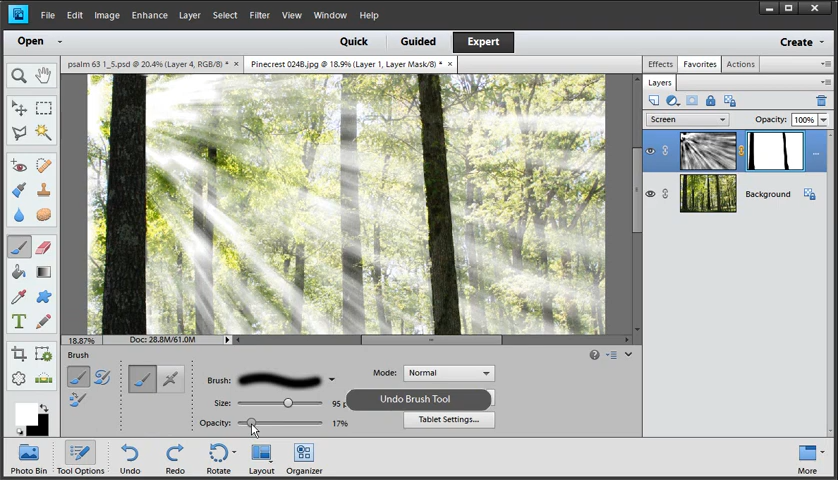 File Edit Image Enhance Layer Select Filter View Window Help
Open Quick Guided Expert Create
psalm 63 1_5.psd @ 20.4% (Layer 4, RGB/8) * × Pinecrest 024B.jpg @ 18.9% (Layer 1, Layer Mask/8) * ×
Effects Favorites Actions
Layers
Screen Opacity: 100%
Background
18.87% Doc: 28.8M/61.0M
Brush
Brush: Mode: Normal
Size: 95 p
Undo Brush Tool
Opacity: 17% Tablet Settings...
Photo Bin Tool Options Undo Redo Rotate Layout Organizer More